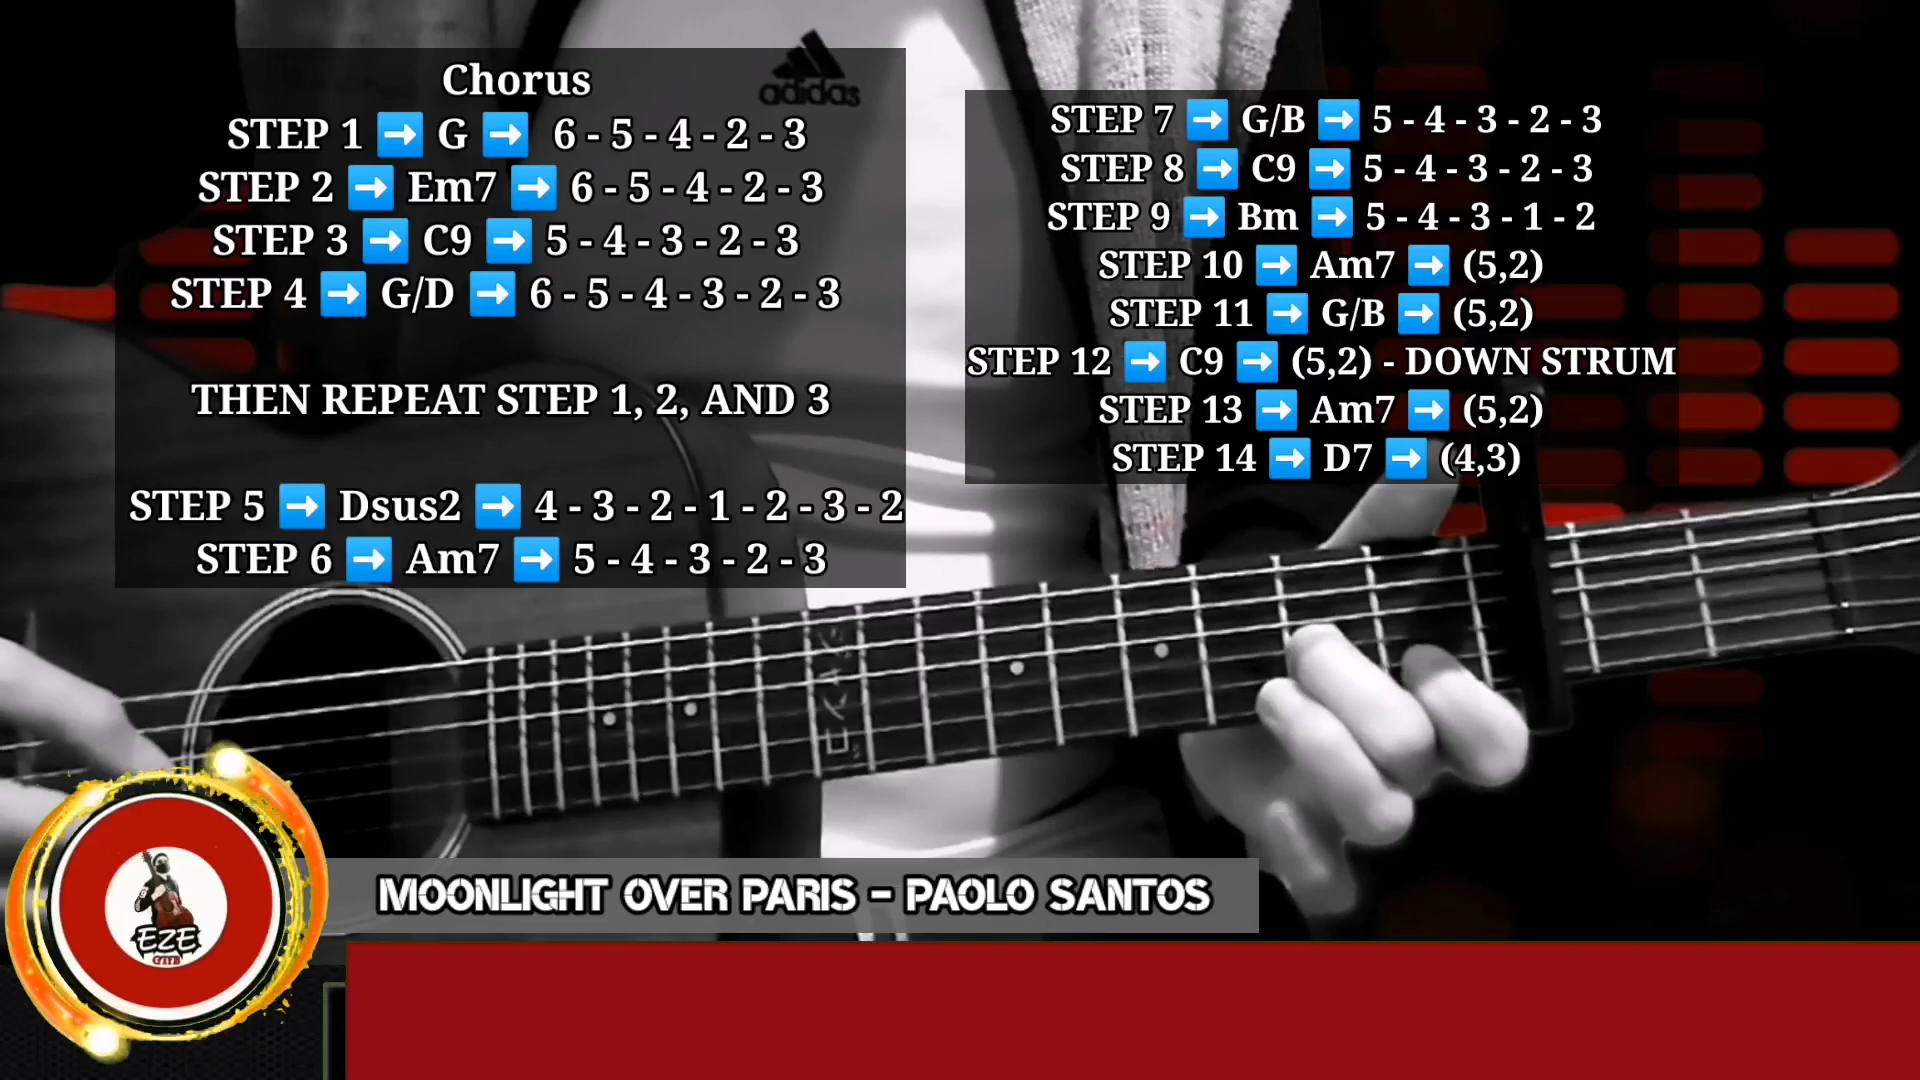 Chorus
STEP 1 ➡️ G ➡️ 6 - 5 - 4 - 2 - 3
STEP 2 ➡️ Em7 ➡️ 6 - 5 - 4 - 2 - 3
STEP 3 ➡️ C9 ➡️ 5 - 4 - 3 - 2 - 3
STEP 4 ➡️ G/D ➡️ 6 - 5 - 4 - 3 - 2 - 3
THEN REPEAT STEP 1, 2, AND 3
STEP 5 ➡️ Dsus2 ➡️ 4 - 3 - 2 - 1 - 2 - 3 - 2
STEP 6 ➡️ Am7 ➡️ 5 - 4 - 3 - 2 - 3
STEP 7 ➡️ G/B ➡️ 5 - 4 - 3 - 2 - 3
STEP 8 ➡️ C9 ➡️ 5 - 4 - 3 - 2 - 3
STEP 9 ➡️ Bm ➡️ 5 - 4 - 3 - 1 - 2
STEP 10 ➡️ Am7 ➡️ (5,2)
STEP 11 ➡️ G/B ➡️ (5,2)
STEP 12 ➡️ C9 ➡️ (5,2) - DOWN STRUM
STEP 13 ➡️ Am7 ➡️ (5,2)
STEP 14 ➡️ D7 ➡️ (4,3)
adidas
MOONLIGHT OVER PARIS - PAOLO SANTOS
EZE
GTFB